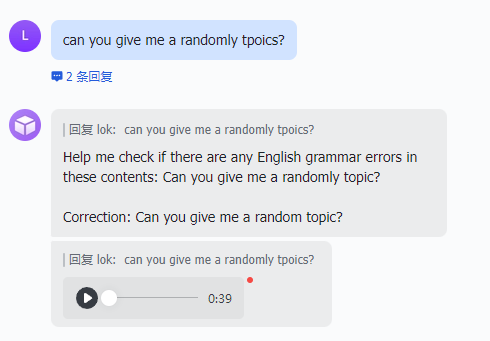 L
can you give me a randomly tpoics?
2 条回复
回复 lok: can you give me a randomly tpoics?
Help me check if there are any English grammar errors in
these contents: Can you give me a randomly topic?
Correction: Can you give me a random topic?
回复 lok: can you give me a randomly tpoics?
0:39